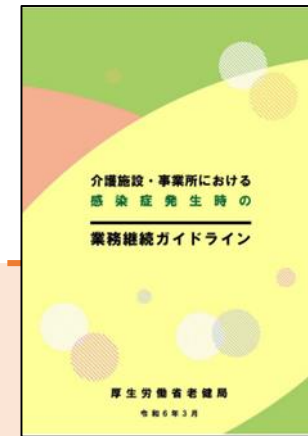 介護施設・事業所における
感染症発生時の
業務継続ガイドライン
厚生労働省老健局
令和6年3月